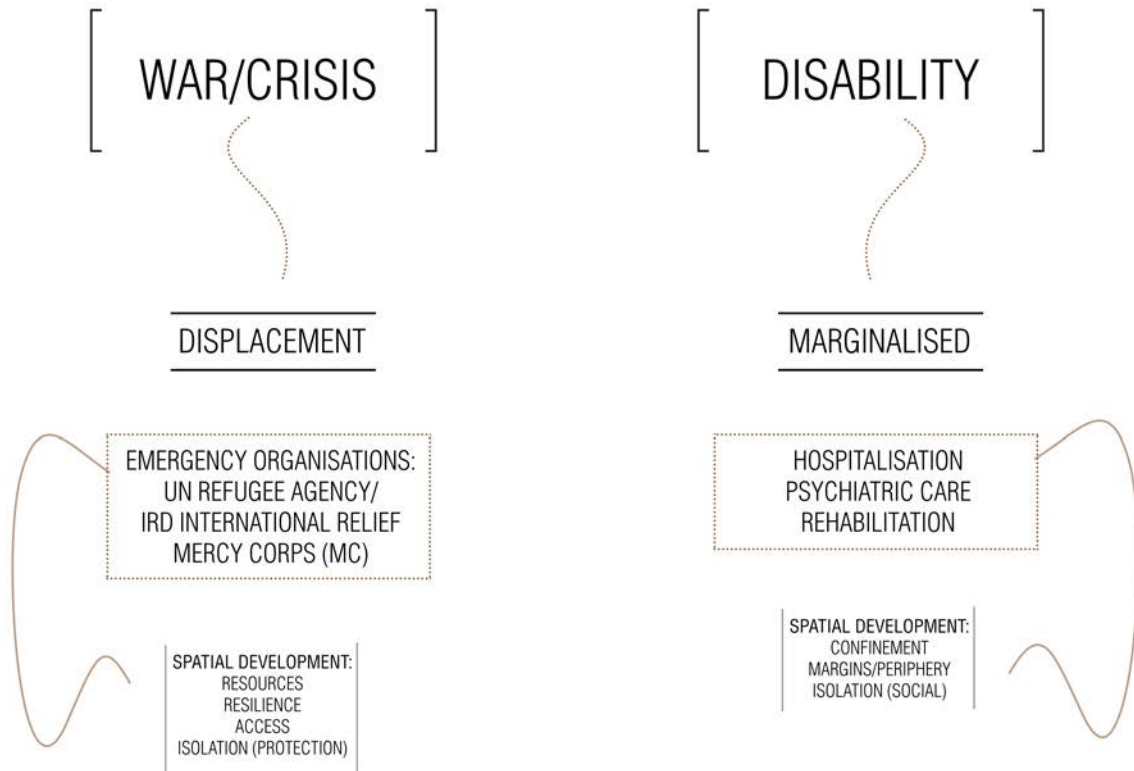 WAR/CRISIS
DISPLACEMENT
EMERGENCY ORGANISATIONS:
UN REFUGEE AGENCY/
IRD INTERNATIONAL RELIEF
MERCY CORPS (MC)
SPATIAL DEVELOPMENT:
RESOURCES
RESILIENCE
ACCESS
ISOLATION (PROTECTION)
DISABILITY
MARGINALISED
HOSPITALISATION
PSYCHIATRIC CARE
REHABILITATION
SPATIAL DEVELOPMENT:
CONFINEMENT
MARGINS/PERIPHERY
ISOLATION (SOCIAL)